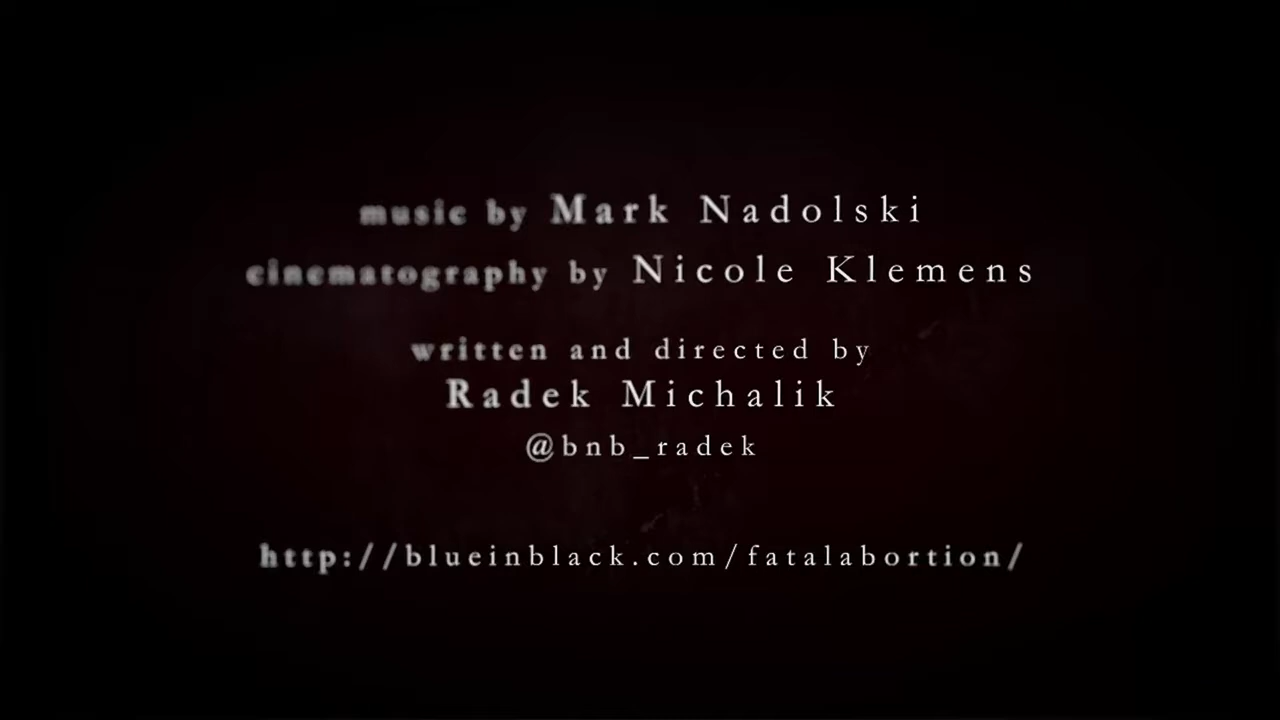 music by Mark Nadolski
cinematography by Nicole Klemens
written and directed by
Radek Michalik
@bnb_radek
http://blueinblack.com/fatalabortion/